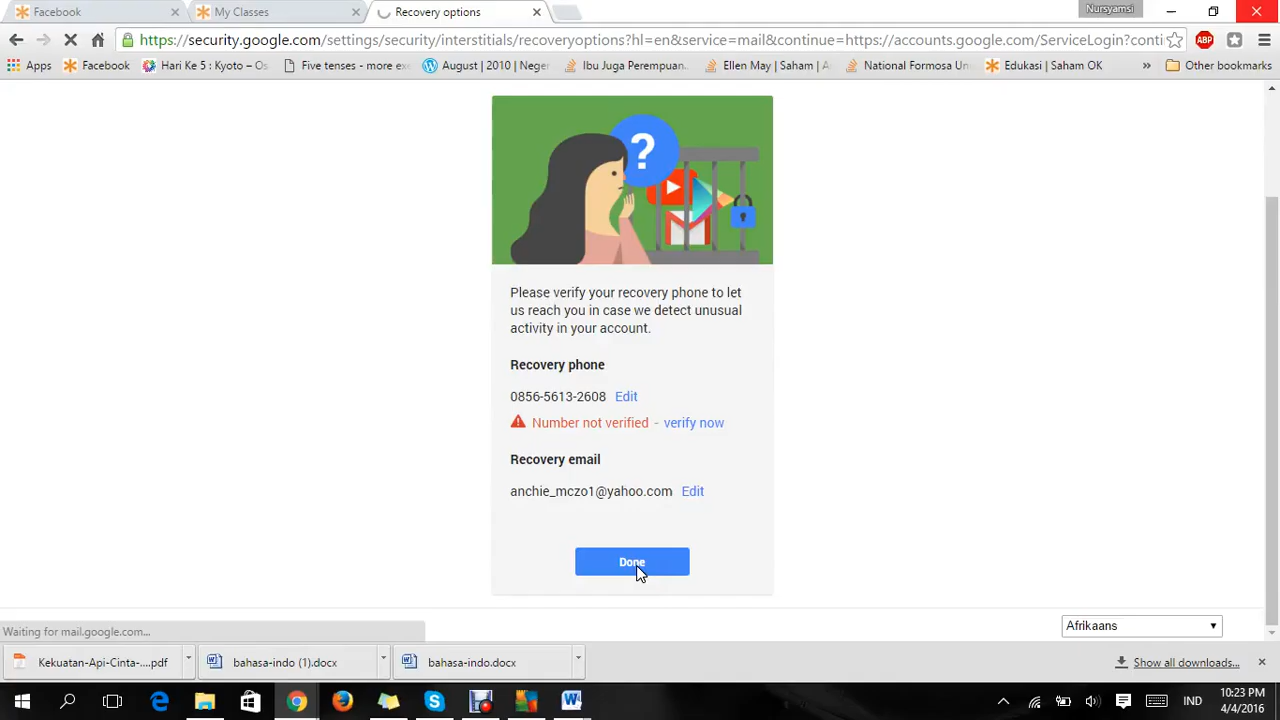 Facebook
My Classes
Recovery options
Nursyamsi
https://security.google.com/settings/security/interstitials/recoveryoptions?hl=en&service=mail&continue=https://accounts.google.com/ServiceLogin?conti
ABP
Apps
Facebook
Hari Ke 5 : Kyoto – O
Five tenses - more exe
August | 2010 | Neger
Ibu Juga Perempuan
Ellen May | Saham | A
National Formosa Un
Edukasi | Saham OK
»
Other bookmarks
?
Please verify your recovery phone to let
us reach you in case we detect unusual
activity in your account.
Recovery phone
0856-5613-2608 Edit
Number not verified - verify now
Recovery email
anchie_mczo1@yahoo.com Edit
Done
Afrikaans
Waiting for mail.google.com...
Kekuatan-Api-Cinta-....pdf
bahasa-indo (1).docx
bahasa-indo.docx
Show all downloads...
IND
10:23 PM
4/4/2016